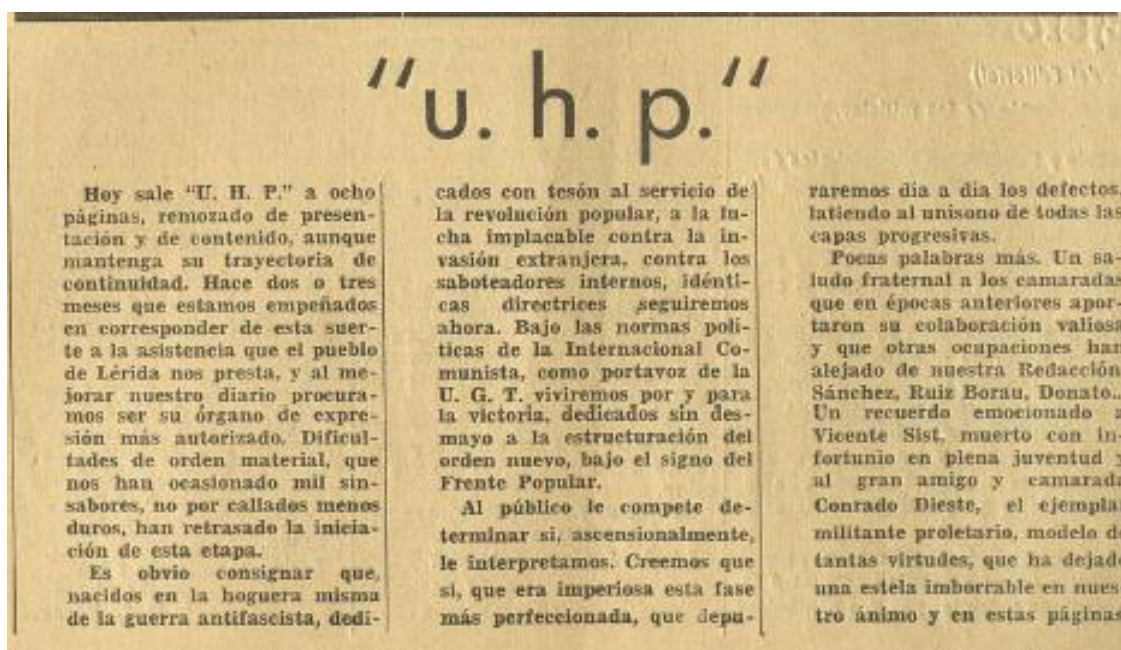 "u. h. p."
Hoy sale "U. H. P." a ocho
páginas, remozado de presen-
tación y de contenido, aunque
mantenga su trayectoria de
continuidad. Hace dos o tres
meses que estamos empeñados
en corresponder de esta suer-
te a la asistencia que el pueblo
de Lérida nos presta, y al me-
jorar nuestro diario procura-
mos ser su órgano de expre-
sión más autorizado. Dificul-
tades de orden material, que
nos han ocasionado mil sin-
sabores, no por callados menos
duros, han retrasado la inicia-
ción de esta etapa.
Es obvio consignar que,
nacidos en la hoguera misma
de la guerra antifascista, dedi-
cados con tesón al servicio de
la revolución popular, a la lu-
cha implacable contra la in-
vasión extranjera, contra los
saboteadores internos, idénti-
cas directrices seguiremos
ahora. Bajo las normas polí-
ticas de la Internacional Co-
munista, como portavoz de la
U. G. T. viviremos por y para
la victoria, dedicados sin des-
mayo a la estructuración del
orden nuevo, bajo el signo del
Frente Popular.
Al público le compete de-
terminar si, ascensionalmente,
le interpretamos. Creemos que
sí, que era imperiosa esta fase
más perfeccionada, que depu-
raremos día a día los defectos,
latiendo al unísono de todas las
capas progresivas.
Pocas palabras más. Un sa-
ludo fraternal a los camaradas
que en épocas anteriores apor-
taron su colaboración valiosa
y que otras ocupaciones han
alejado de nuestra Redacción
Sánchez, Ruiz Borau, Donato..
Un recuerdo emocionado a
Vicente Sist, muerto con in-
fortunio en plena juventud y
al gran amigo y camarada
Conrado Dieste, el ejemplar
militante proletario, modelo de
tantas virtudes, que ha dejado
una estela imborrable en nues-
tro ánimo y en estas páginas